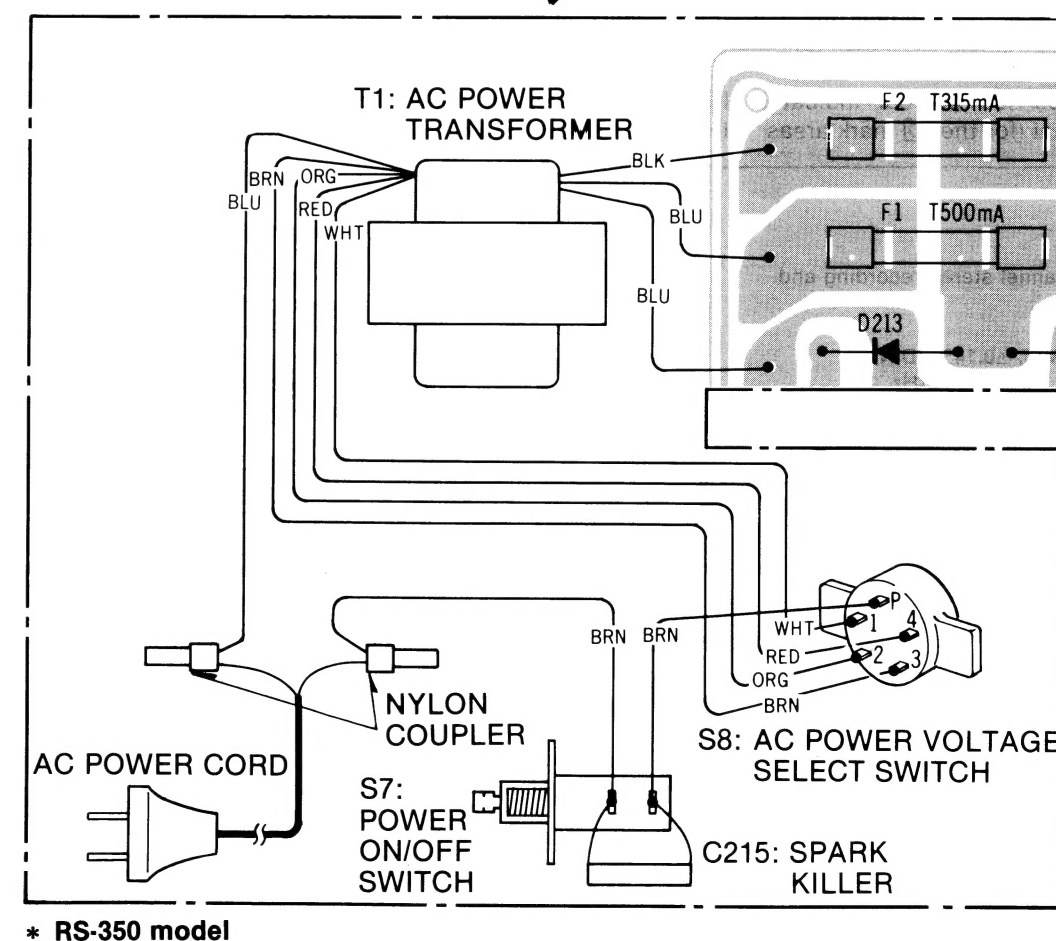 T1: AC POWER
TRANSFORMER
F2 T315mA
BLK
BRN
ORG
BLU
RED
WHT
BLU
F1 T500mA
BLU
D213
P
1
4
2
3
BRN
BRN
WHT
RED
ORG
BRN
NYLON
COUPLER
AC POWER CORD
S8: AC POWER VOLTAGE
SELECT SWITCH
S7:
POWER
ON/OFF
SWITCH
C215: SPARK
KILLER
* RS-350 model